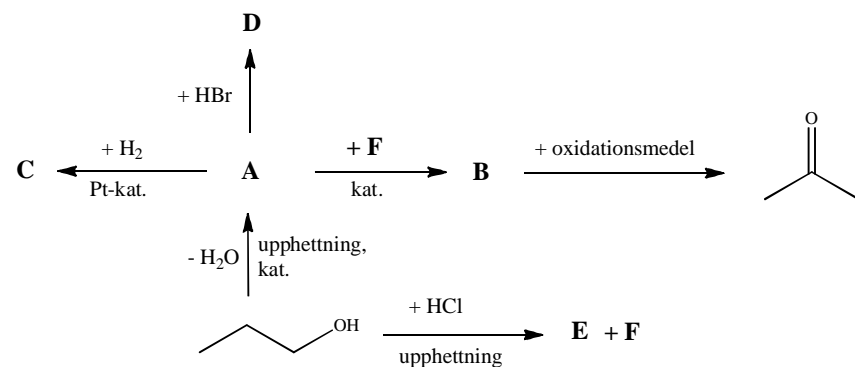 D
+ HBr
+ H2
+ F
+ oxidationsmedel
O
C
A
B
Pt-kat.
kat.
- H2O
upphettning,
kat.
+ HCl
OH
E + F
upphettning